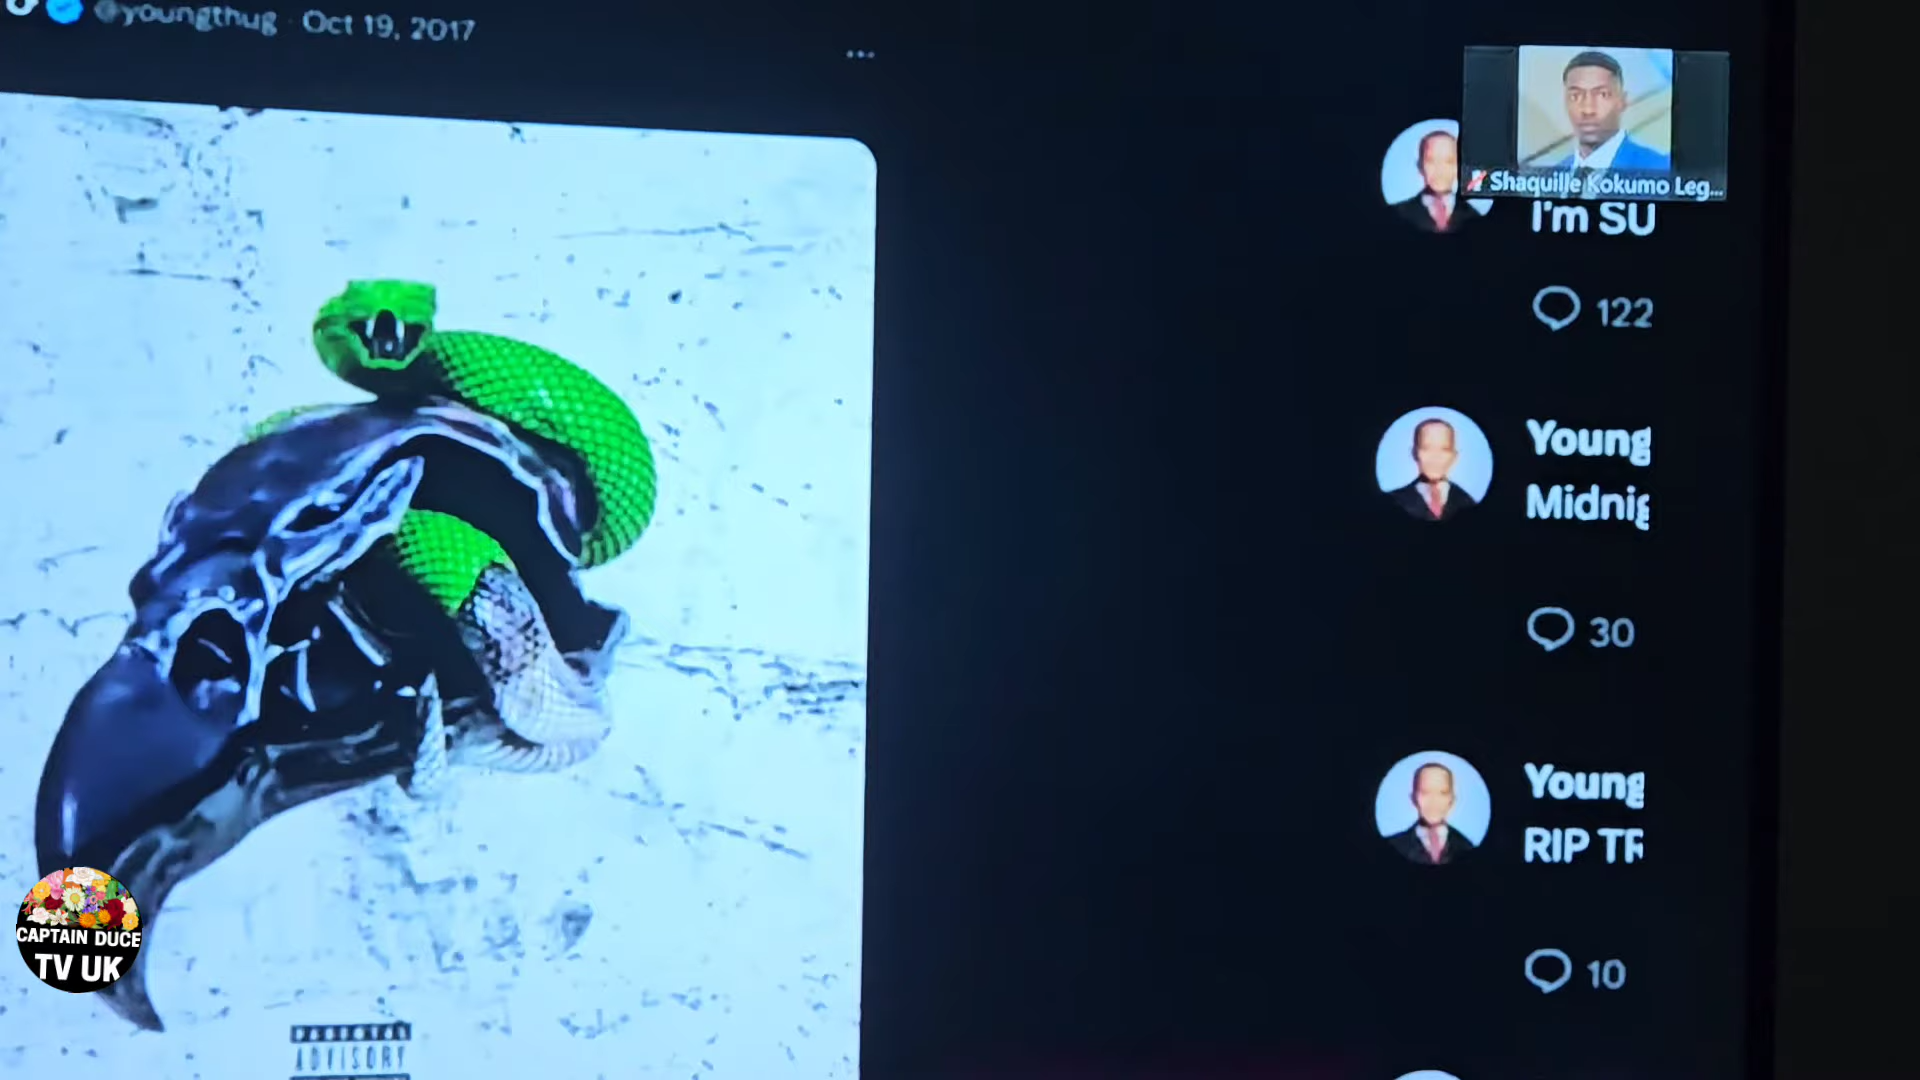 @youngthug · Oct 19, 2017
...
Shaquille Kokumo Leg...
I'm SU
122
Young
Midnig
30
Young
RIP TR
10
CAPTAIN DUCE
TV UK
PARENTAL
ADVISORY